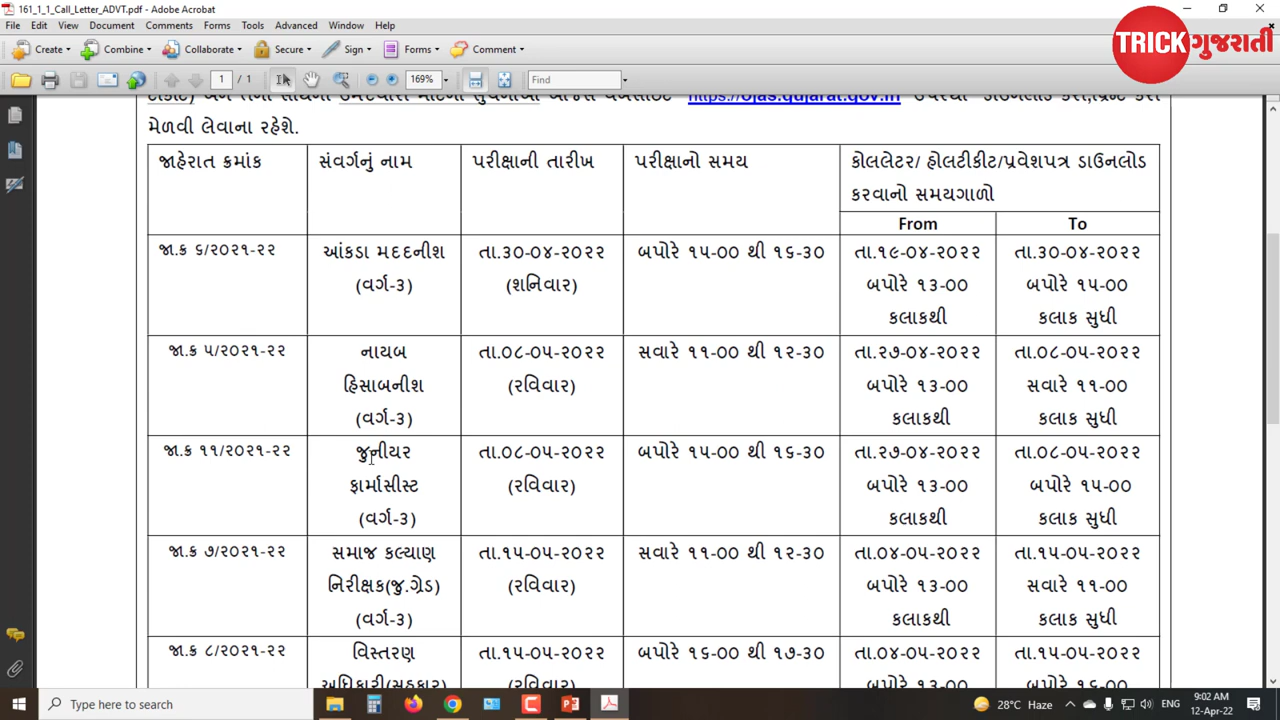 161_1_1_Call_Letter_ADVT.pdf - Adobe Acrobat
File Edit View Document Comments Forms Tools Advanced Window Help
TRICK ગુજરાતી
Create Combine Collaborate Secure Sign Forms Comment
1 / 1 169% Find
https://ojas.gujarat.gov.in
મેળવી લેવાના રહેશે.
જાહેરાત ક્રમાંક સંવર્ગનું નામ પરીક્ષાની તારીખ પરીક્ષાનો સમય કોલલેટર/ હોલટીકીટ/પ્રવેશપત્ર ડાઉનલોડ
કરવાનો સમયગાળો
From To
જા.ક્ર ૬/૨૦૨૧-૨૨ આંકડા મદદનીશ તા.૩૦-૦૪-૨૦૨૨ બપોરે ૧૫-૦૦ થી ૧૬-૩૦ તા.૧૯-૦૪-૨૦૨૨ તા.૩૦-૦૪-૨૦૨૨
(વર્ગ-૩) (શનિવાર) બપોરે ૧૩-૦૦ બપોરે ૧૫-૦૦
કલાકથી કલાક સુધી
જા.ક્ર ૫/૨૦૨૧-૨૨ નાયબ તા.૦૮-૦૫-૨૦૨૨ સવારે ૧૧-૦૦ થી ૧૨-૩૦ તા.૨૭-૦૪-૨૦૨૨ તા.૦૮-૦૫-૨૦૨૨
હિસાબનીશ (રવિવાર) બપોરે ૧૩-૦૦ સવારે ૧૧-૦૦
(વર્ગ-૩) કલાકથી કલાક સુધી
જા.ક્ર ૧૧/૨૦૨૧-૨૨ જુનીયર તા.૦૮-૦૫-૨૦૨૨ બપોરે ૧૫-૦૦ થી ૧૬-૩૦ તા.૨૭-૦૪-૨૦૨૨ તા.૦૮-૦૫-૨૦૨૨
ફાર્માસીસ્ટ (રવિવાર) બપોરે ૧૩-૦૦ બપોરે ૧૫-૦૦
(વર્ગ-૩) કલાકથી કલાક સુધી
જા.ક્ર ૭/૨૦૨૧-૨૨ સમાજ કલ્યાણ તા.૧૫-૦૫-૨૦૨૨ સવારે ૧૧-૦૦ થી ૧૨-૩૦ તા.૦૪-૦૫-૨૦૨૨ તા.૧૫-૦૫-૨૦૨૨
નિરીક્ષક(જુ.ગ્રેડ) (રવિવાર) બપોરે ૧૩-૦૦ સવારે ૧૧-૦૦
(વર્ગ-૩) કલાકથી કલાક સુધી
જા.ક્ર ૮/૨૦૨૧-૨૨ વિસ્તરણ તા.૧૫-૦૫-૨૦૨૨ બપોરે ૧૬-૦૦ થી ૧૭-૩૦ તા.૦૪-૦૫-૨૦૨૨ તા.૧૫-૦૫-૨૦૨૨
અધિકારી(સહકાર) (રવિવાર) બપોરે ૧૩-૦૦ બપોરે ૧૬-૦૦
Type here to search 28°C Haze ENG 9:02 AM
12-Apr-22